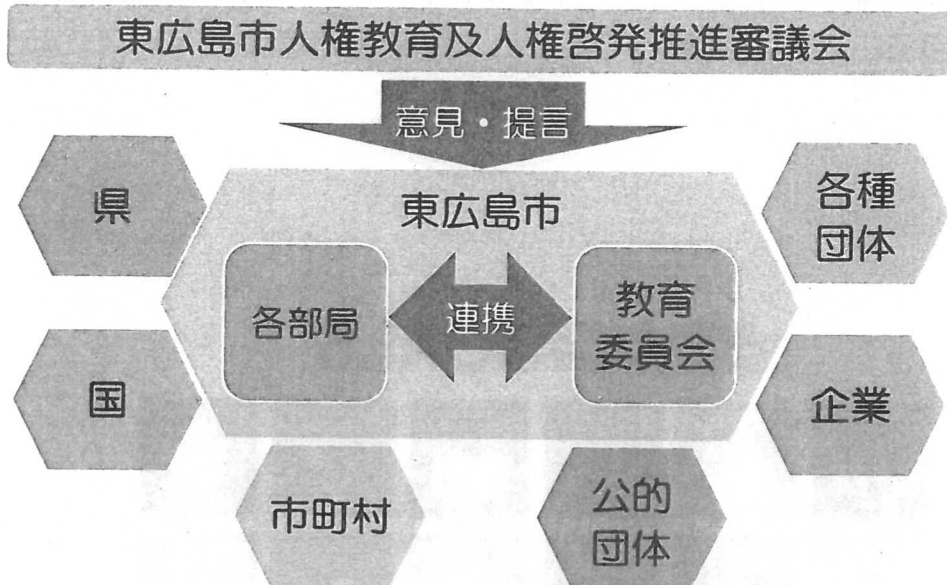 東広島市人権教育及人権啓発推進審議会
意見・提言
東広島市
県
各種
団体
各部局
連携
教育
委員会
国
企業
市町村
公的
団体